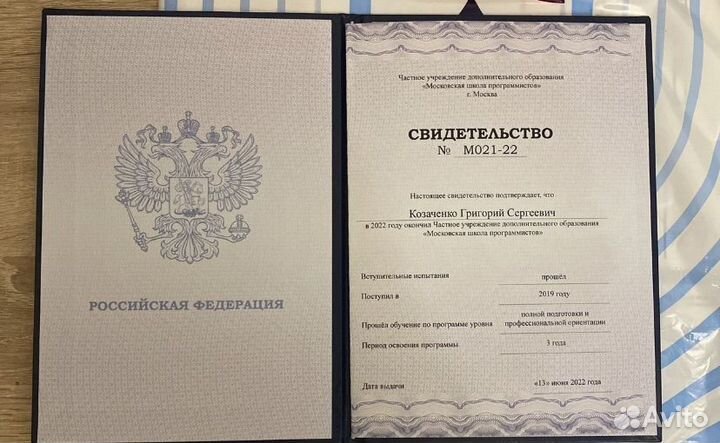 РОССИЙСКАЯ ФЕДЕРАЦИЯ
Частное учреждение дополнительного образования
«Московская школа программистов»
г. Москва
СВИДЕТЕЛЬСТВО
№ М021-22
Настоящее свидетельство подтверждает, что
Козаченко Григорий Сергеевич
в 2022 году окончил Частное учреждение дополнительного образования
«Московская школа программистов»
Вступительные испытания прошёл
Поступил в 2019 году
Прошёл обучение по программе уровня полной подготовки и
профессиональной ориентации
Период освоения программы 3 года
Дата выдачи «13» июня 2022 года
Avito